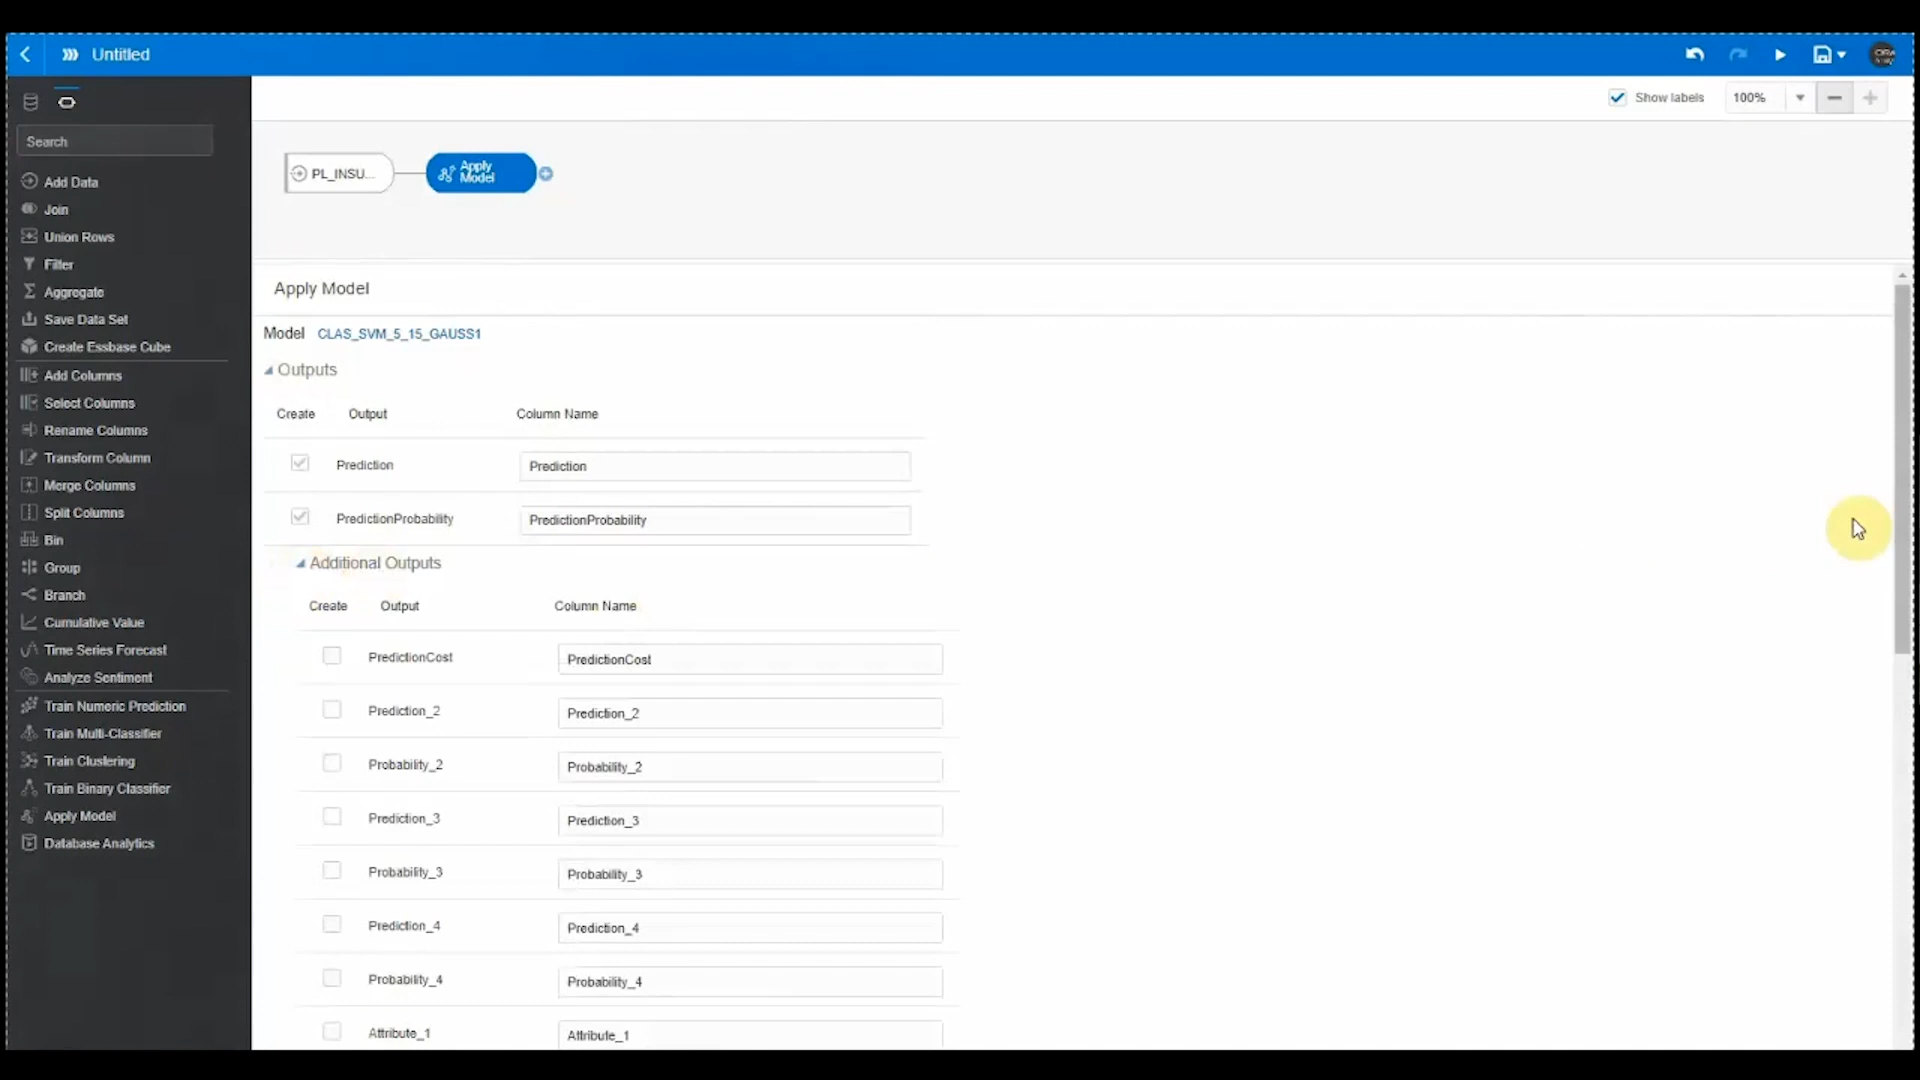 Untitled
Show labels
100%
Search
PL_INSU...
Apply
Model
Add Data
Join
Union Rows
Filter
Aggregate
Save Data Set
Create Essbase Cube
Add Columns
Select Columns
Rename Columns
Transform Column
Merge Columns
Split Columns
Bin
Group
Branch
Cumulative Value
Time Series Forecast
Analyze Sentiment
Train Numeric Prediction
Train Multi-Classifier
Train Clustering
Train Binary Classifier
Apply Model
Database Analytics
Apply Model
Model CLAS_SVM_5_15_GAUSS1
Outputs
Create Output Column Name
Prediction Prediction
PredictionProbability PredictionProbability
Additional Outputs
Create Output Column Name
PredictionCost PredictionCost
Prediction_2 Prediction_2
Probability_2 Probability_2
Prediction_3 Prediction_3
Probability_3 Probability_3
Prediction_4 Prediction_4
Probability_4 Probability_4
Attribute_1 Attribute_1